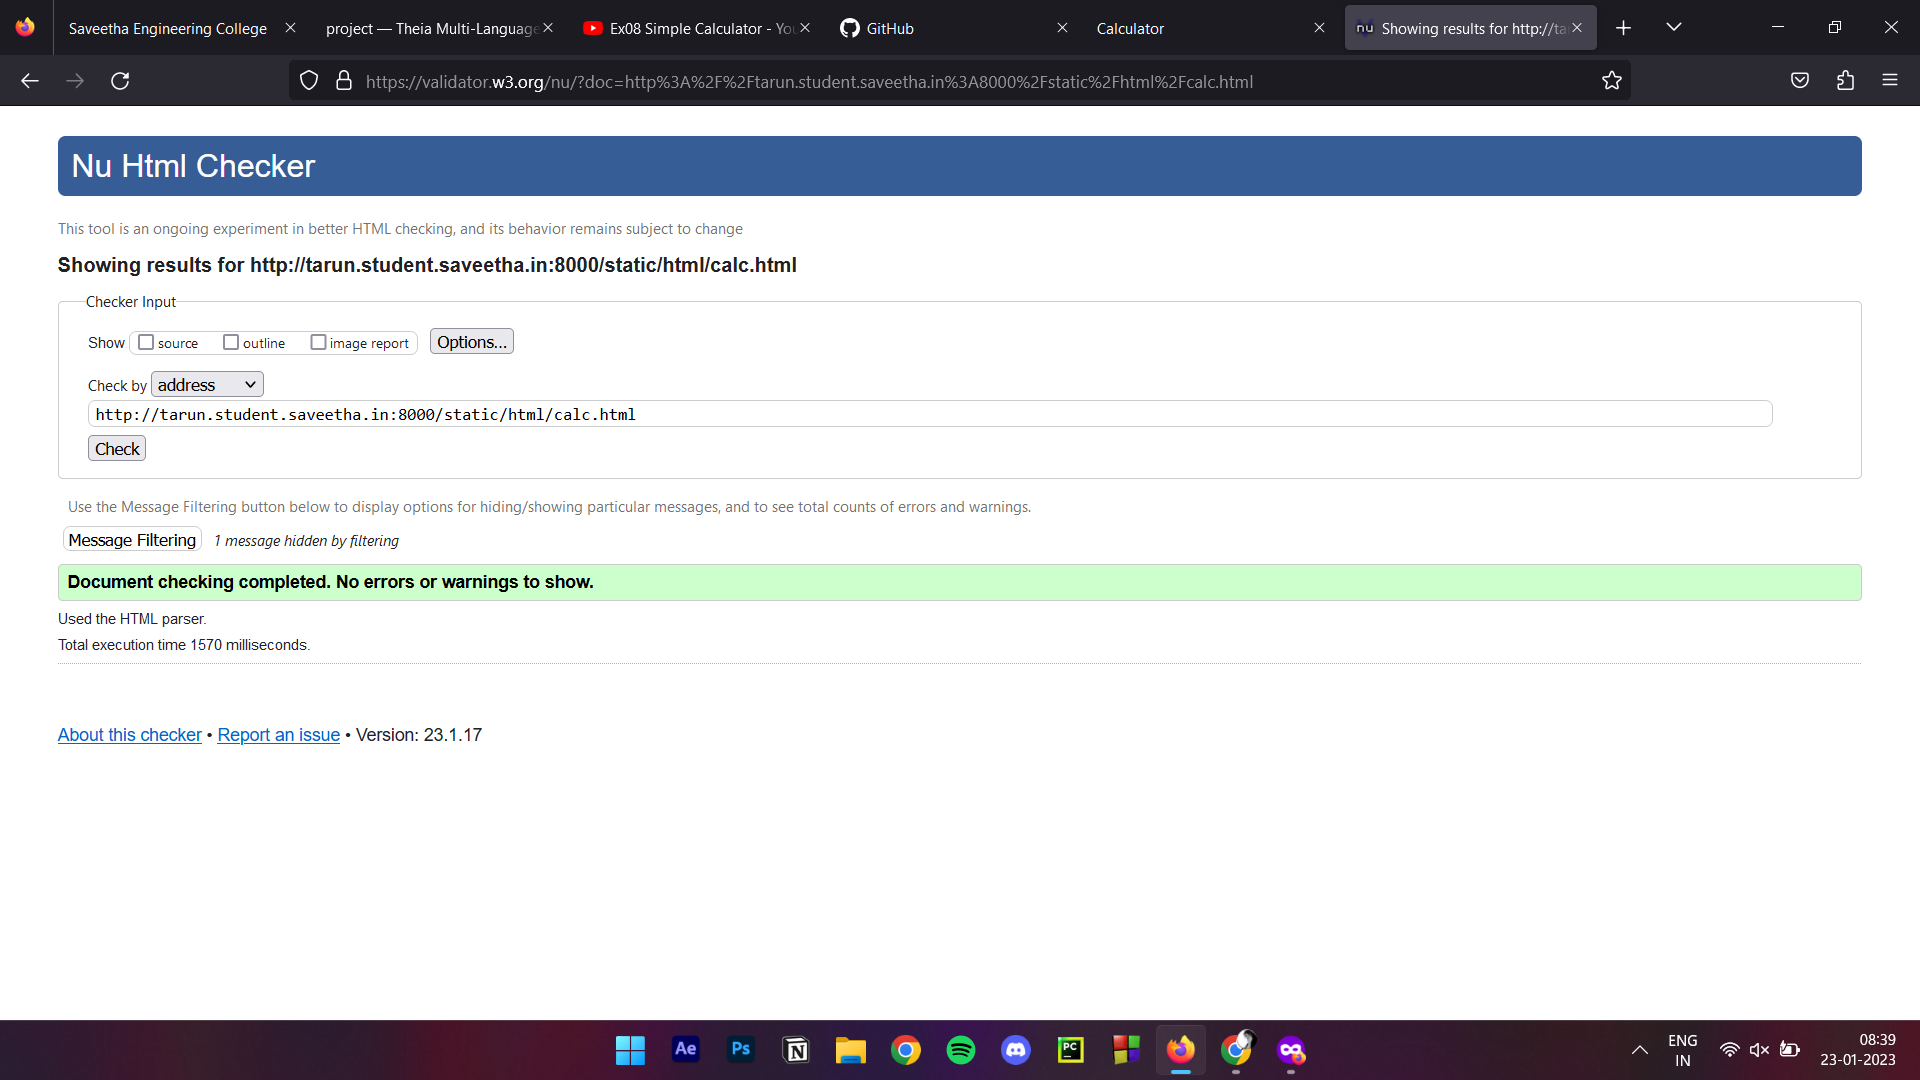 Saveetha Engineering College
project — Theia Multi-Language
Ex08 Simple Calculator - You
GitHub
Calculator
nu Showing results for http://ta
https://validator.w3.org/nu/?doc=http%3A%2F%2Ftarun.student.saveetha.in%3A8000%2Fstatic%2Fhtml%2Fcalc.html
Nu Html Checker
This tool is an ongoing experiment in better HTML checking, and its behavior remains subject to change
Showing results for http://tarun.student.saveetha.in:8000/static/html/calc.html
Checker Input
Show source outline image report Options...
Check by address
http://tarun.student.saveetha.in:8000/static/html/calc.html
Check
Use the Message Filtering button below to display options for hiding/showing particular messages, and to see total counts of errors and warnings.
Message Filtering 1 message hidden by filtering
Document checking completed. No errors or warnings to show.
Used the HTML parser.
Total execution time 1570 milliseconds.
About this checker • Report an issue • Version: 23.1.17
Ae
Ps
N
PC
ENG
IN
08:39
23-01-2023